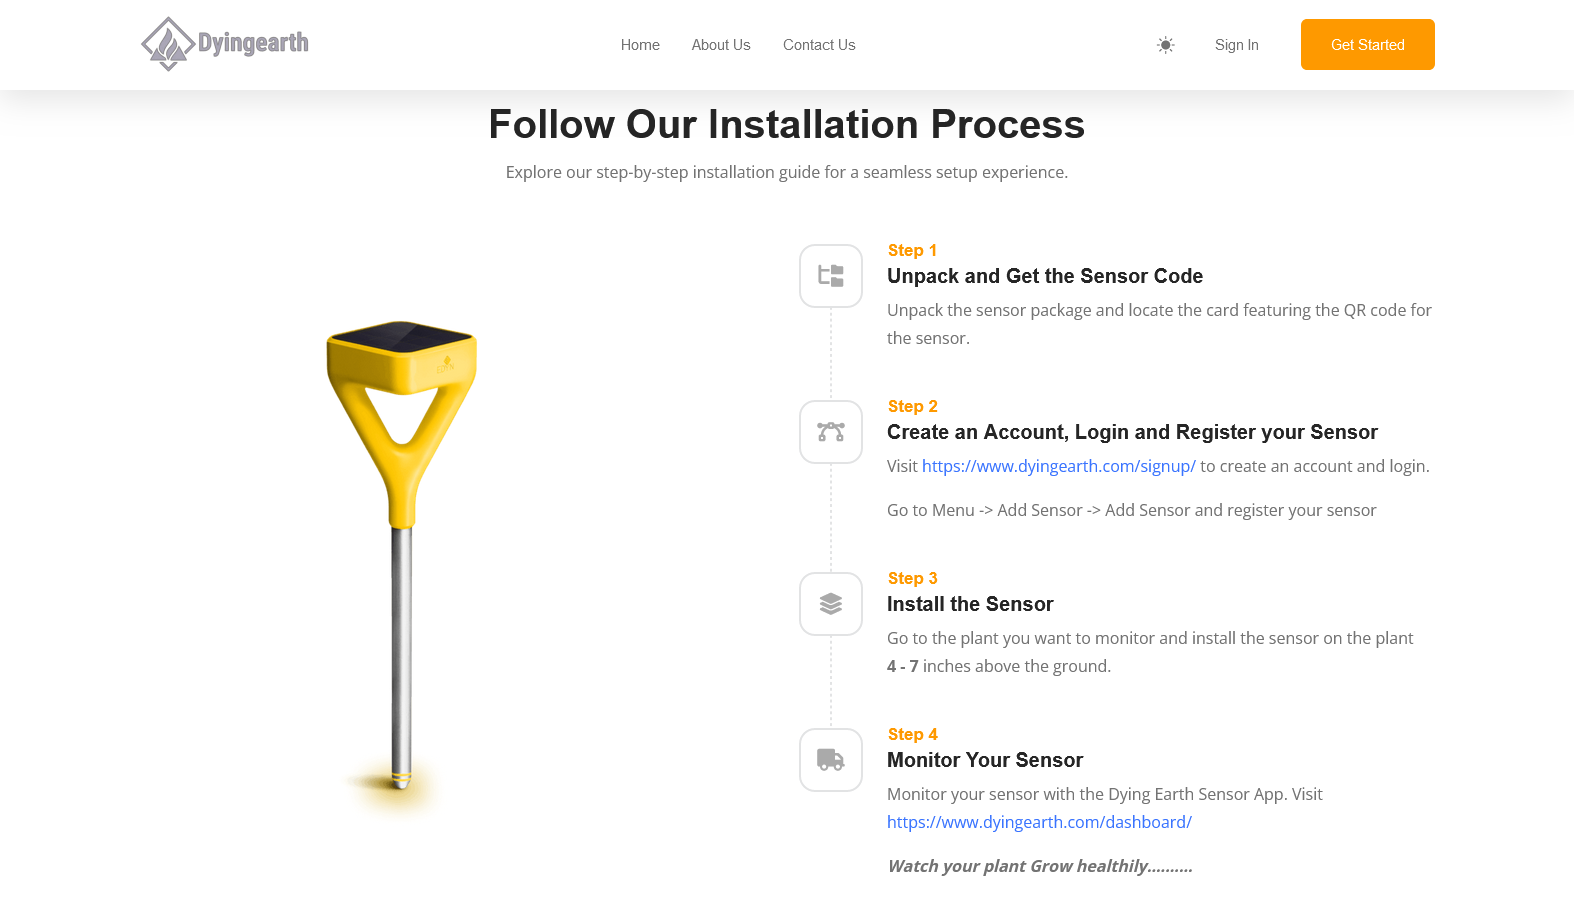 Dyingearth
Home
About Us
Contact Us
Sign In
Get Started
Follow Our Installation Process
Explore our step-by-step installation guide for a seamless setup experience.
Step 1
Unpack and Get the Sensor Code
Unpack the sensor package and locate the card featuring the QR code for
the sensor.
Step 2
Create an Account, Login and Register your Sensor
Visit https://www.dyingearth.com/signup/ to create an account and login.
Go to Menu -> Add Sensor -> Add Sensor and register your sensor
Step 3
Install the Sensor
Go to the plant you want to monitor and install the sensor on the plant
4 - 7 inches above the ground.
Step 4
Monitor Your Sensor
Monitor your sensor with the Dying Earth Sensor App. Visit
https://www.dyingearth.com/dashboard/
Watch your plant Grow healthily..........